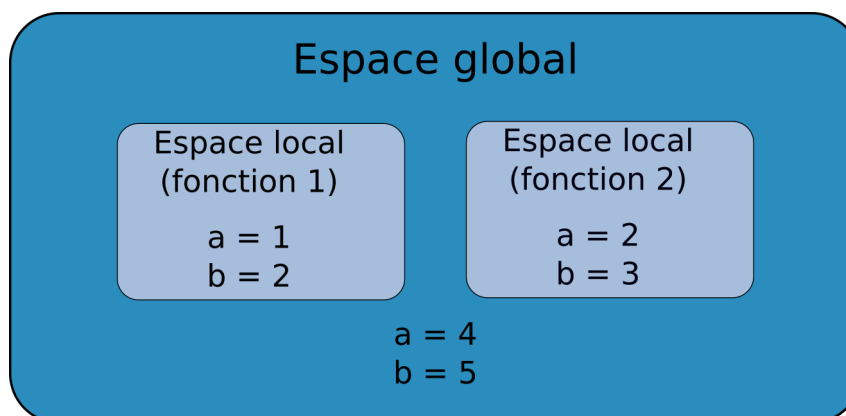 Espace global
Espace local
(fonction 1)
a = 1
b = 2
Espace local
(fonction 2)
a = 2
b = 3
a = 4
b = 5